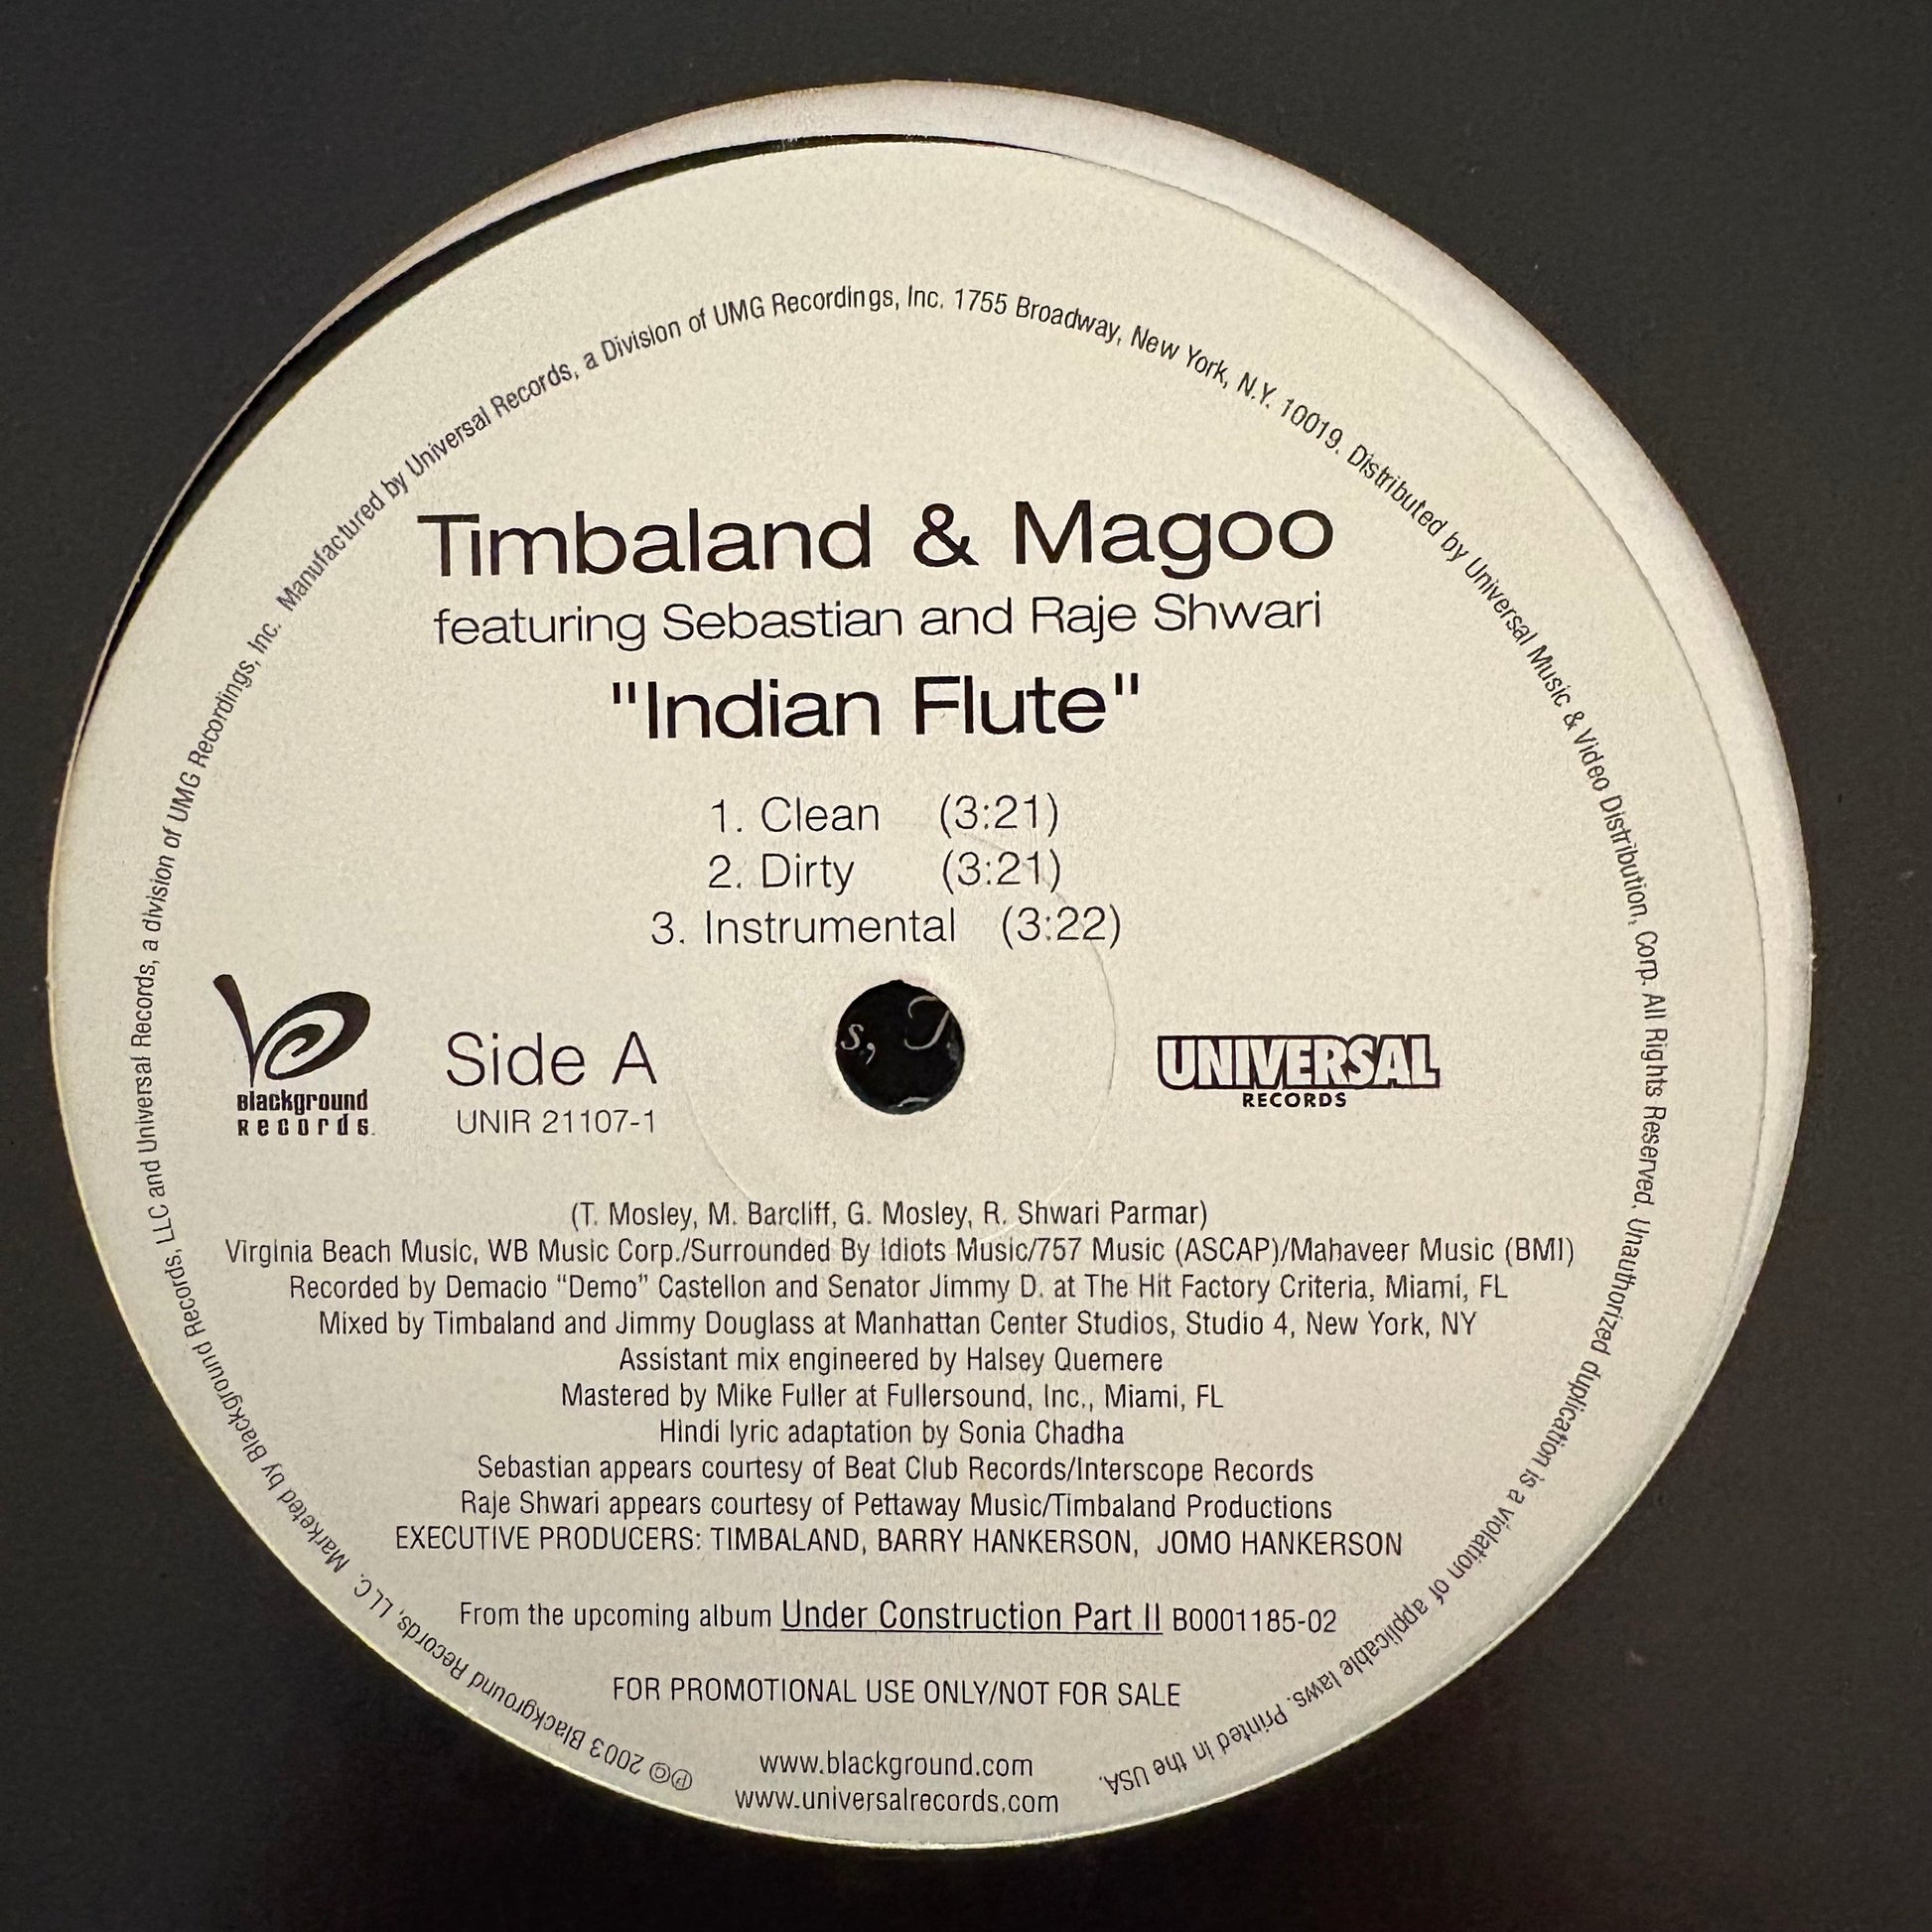 Timbaland & Magoo
featuring Sebastian and Raje Shwari
"Indian Flute"
1. Clean (3:21)
2. Dirty (3:21)
3. Instrumental (3:22)
Blackground
Records.
Side A
UNIR 21107-1
s, T.
UNIVERSAL
RECORDS
(T. Mosley, M. Barcliff, G. Mosley, R. Shwari Parmar)
Virginia Beach Music, WB Music Corp./Surrounded By Idiots Music/757 Music (ASCAP)/Mahaveer Music (BMI)
Recorded by Demacio “Demo” Castellon and Senator Jimmy D. at The Hit Factory Criteria, Miami, FL
Mixed by Timbaland and Jimmy Douglass at Manhattan Center Studios, Studio 4, New York, NY
Assistant mix engineered by Halsey Quemere
Mastered by Mike Fuller at Fullersound, Inc., Miami, FL
Hindi lyric adaptation by Sonia Chadha
Sebastian appears courtesy of Beat Club Records/Interscope Records
Raje Shwari appears courtesy of Pettaway Music/Timbaland Productions
EXECUTIVE PRODUCERS: TIMBALAND, BARRY HANKERSON, JOMO HANKERSON
From the upcoming album Under Construction Part II B0001185-02
FOR PROMOTIONAL USE ONLY/NOT FOR SALE
www.blackground.com
www.universalrecords.com
℗© 2003 Blackground Records, LLC. Marketed by Blackground Records, LLC and Universal Records, a division of UMG Recordings, Inc. Manufactured by Universal Records, a Division of UMG Recordings, Inc. 1755 Broadway, New York, N.Y. 10019. Distributed by Universal Music & Video Distribution, Corp. All Rights Reserved. Unauthorized duplication is a violation of applicable laws. Printed in the USA.